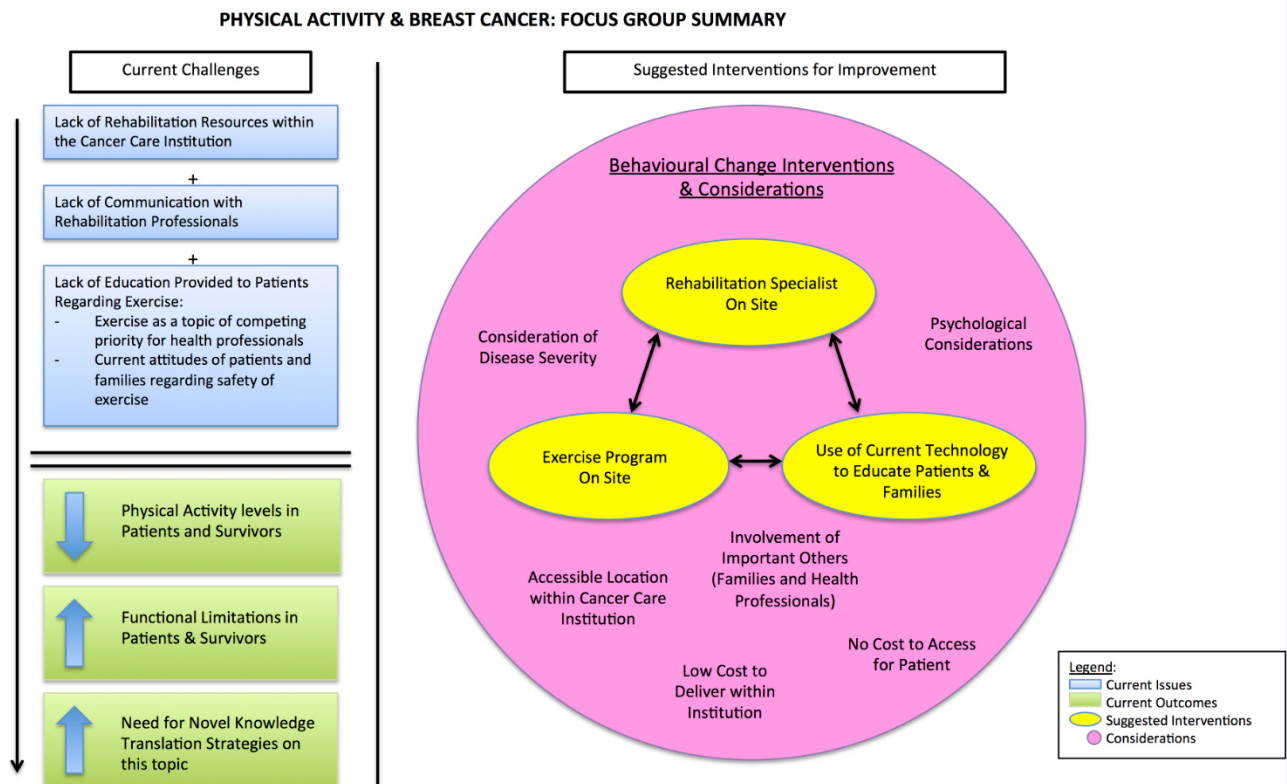 PHYSICAL ACTIVITY & BREAST CANCER: FOCUS GROUP SUMMARY
Current Challenges
Lack of Rehabilitation Resources within
the Cancer Care Institution
+
Lack of Communication with
Rehabilitation Professionals
+
Lack of Education Provided to Patients
Regarding Exercise:
- Exercise as a topic of competing
priority for health professionals
- Current attitudes of patients and
families regarding safety of
exercise
Physical Activity levels in
Patients and Survivors
Functional Limitations in
Patients & Survivors
Need for Novel Knowledge
Translation Strategies on
this topic
Suggested Interventions for Improvement
Behavioural Change Interventions
& Considerations
Rehabilitation Specialist
On Site
Consideration of
Disease Severity
Psychological
Considerations
Exercise Program
On Site
Use of Current Technology
to Educate Patients &
Families
Involvement of
Important Others
(Families and Health
Professionals)
Accessible Location
within Cancer Care
Institution
No Cost to Access
for Patient
Low Cost to
Deliver within
Institution
Legend:
Current Issues
Current Outcomes
Suggested Interventions
Considerations